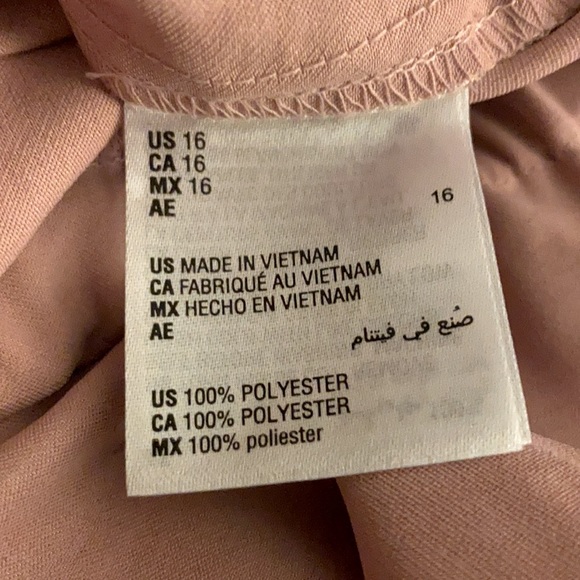 US 16
CA 16
MX 16
AE 16
US MADE IN VIETNAM
CA FABRIQUÉ AU VIETNAM
MX HECHO EN VIETNAM
AE صُنع في فيتنام
US 100% POLYESTER
CA 100% POLYESTER
MX 100% poliester